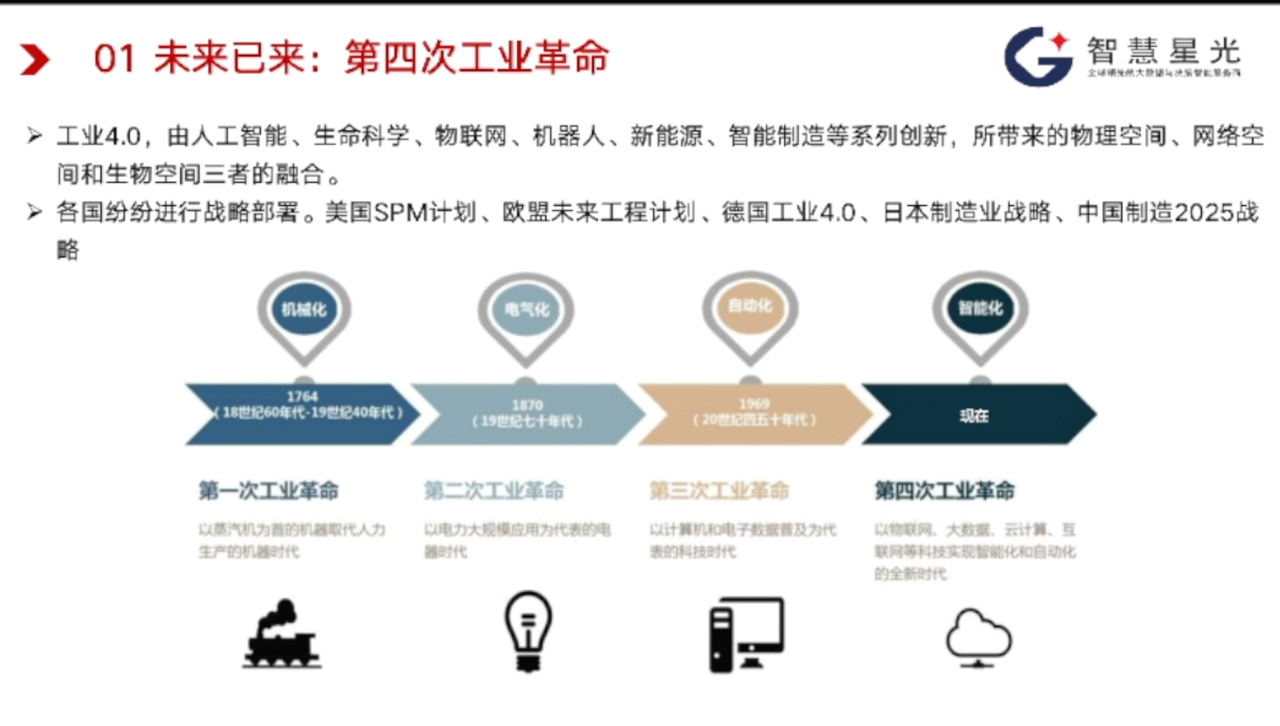 01 未来已来：第四次工业革命
智慧星光
全球领先的大数据与决策智能服务商
工业4.0，由人工智能、生命科学、物联网、机器人、新能源、智能制造等系列创新，所带来的物理空间、网络空
间和生物空间三者的融合。
各国纷纷进行战略部署。美国SPM计划、欧盟未来工程计划、德国工业4.0、日本制造业战略、中国制造2025战
略
机械化
电气化
自动化
智能化
1764
（18世纪60年代-19世纪40年代）
1870
（19世纪七十年代）
1969
（20世纪四五十年代）
现在
第一次工业革命
第二次工业革命
第三次工业革命
第四次工业革命
以蒸汽机为首的机器取代人力
生产的机器时代
以电力大规模应用为代表的电
器时代
以计算机和电子数据普及为代
表的科技时代
以物联网、大数据、云计算、互
联网等科技实现智能化和自动化
的全新时代